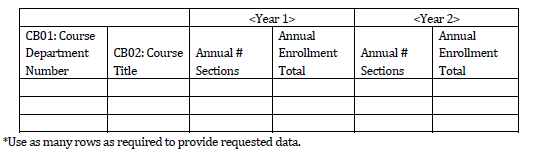 <Year 1> <Year 2>
CB01: Course Annual Annual
Department CB02: Course Annual # Enrollment Annual # Enrollment
Number Title Sections Total Sections Total
*Use as many rows as required to provide requested data.